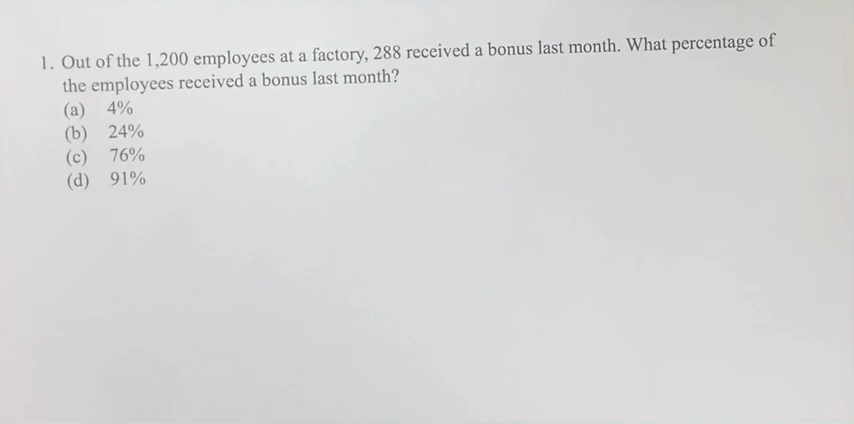 1. Out of the 1,200 employees at a factory, 288 received a bonus last month. What percentage of
the employees received a bonus last month?
(a) 4%
(b) 24%
(c) 76%
(d) 91%